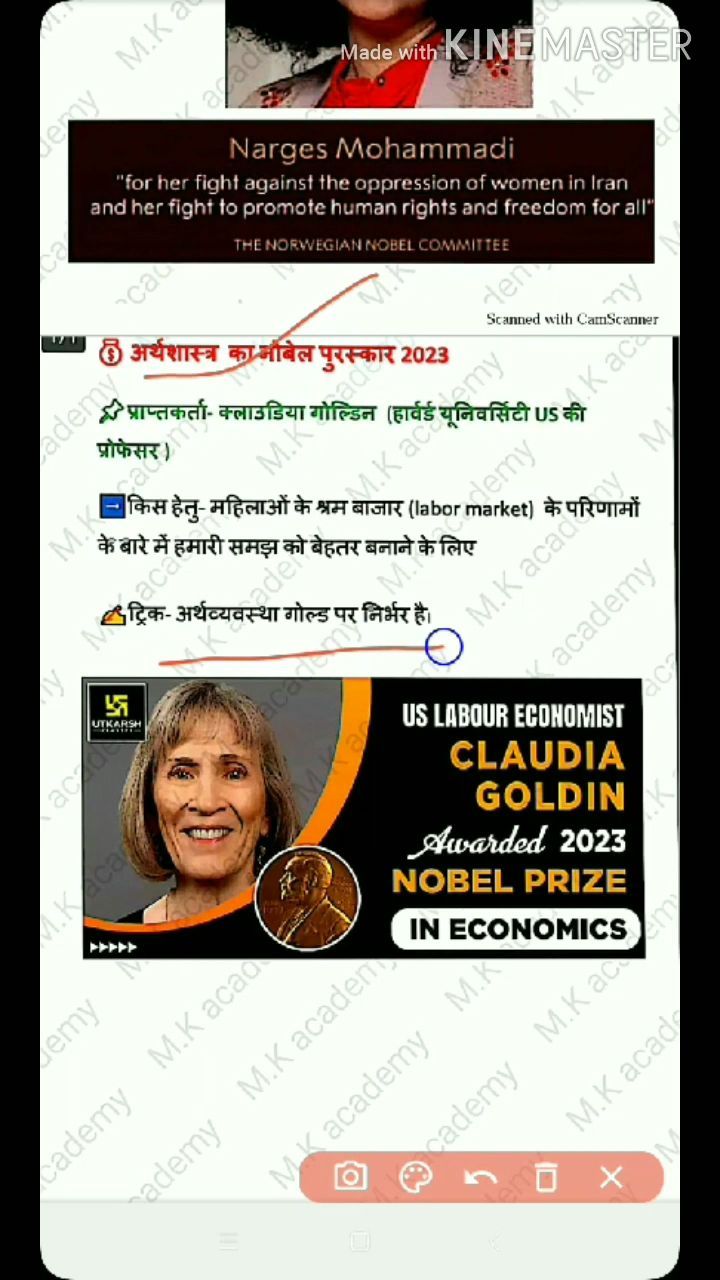 Made with KINEMASTER
Narges Mohammadi
"for her fight against the oppression of women in Iran
and her fight to promote human rights and freedom for all"
THE NORWEGIAN NOBEL COMMITTEE
Scanned with CamScanner
अर्थशास्त्र का नोबेल पुरस्कार 2023
प्राप्तकर्ता- क्लाउडिया गोल्डिन (हार्वर्ड यूनिवर्सिटी US की
प्रोफेसर )
किस हेतु- महिलाओं के श्रम बाजार (labor market) के परिणामों
के बारे में हमारी समझ को बेहतर बनाने के लिए
ट्रिक- अर्थव्यवस्था गोल्ड पर निर्भर है।
UTKARSH
US LABOUR ECONOMIST
CLAUDIA
GOLDIN
Awarded 2023
NOBEL PRIZE
IN ECONOMICS
M.K academy